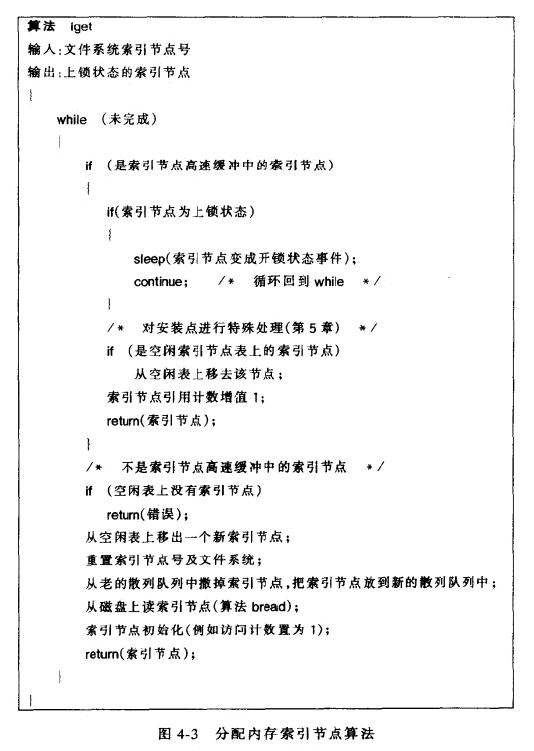 算法 iget
输入:文件系统索引节点号
输出:上锁状态的索引节点
{
while (未完成)
{
if (是索引节点高速缓冲中的索引节点)
{
if(索引节点为上锁状态)
{
sleep(索引节点变成开锁状态事件);
continue; /* 循环回到 while */
}
/* 对安装点进行特殊处理(第 5 章) */
if (是空闲索引节点表上的索引节点)
从空闲表上移去该节点;
索引节点引用计数增值 1;
return(索引节点);
}
/* 不是索引节点高速缓冲中的索引节点 */
if (空闲表上没有索引节点)
return(错误);
从空闲表上移出一个新索引节点;
重置索引节点号及文件系统;
从老的散列队列中撤掉索引节点,把索引节点放到新的散列队列中;
从磁盘上读索引节点(算法 bread);
索引节点初始化(例如访问计数置为 1);
return(索引节点);
}
}
图 4-3 分配内存索引节点算法